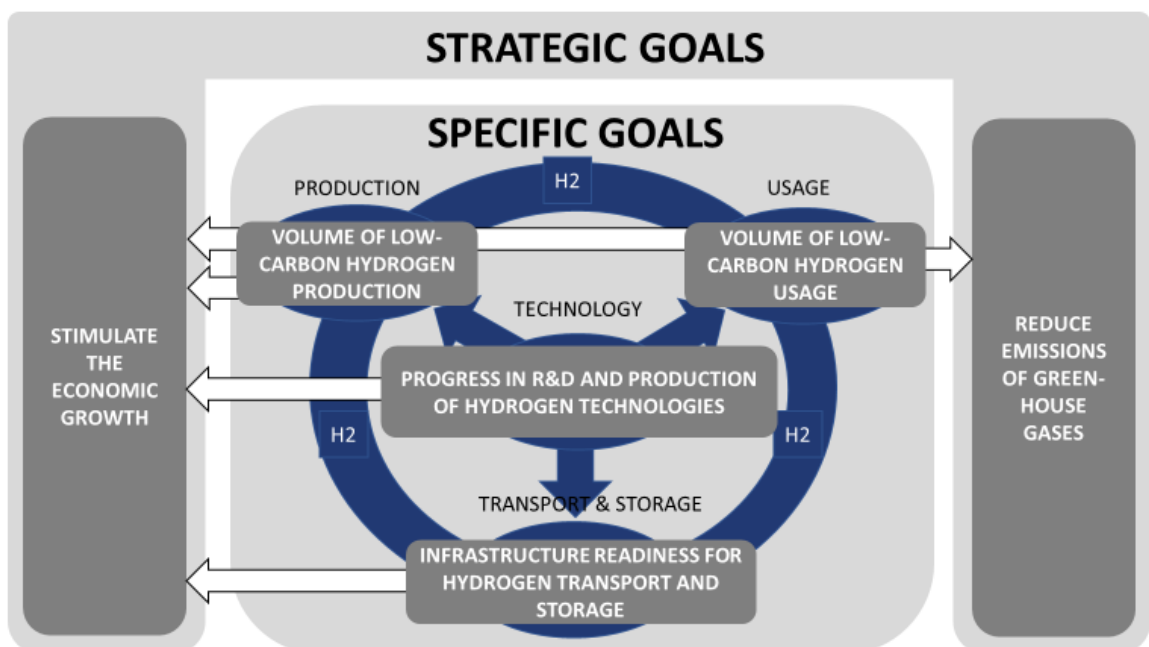 STRATEGIC GOALS
SPECIFIC GOALS
PRODUCTION
H2
USAGE
VOLUME OF LOW-
CARBON HYDROGEN
PRODUCTION
VOLUME OF LOW-
CARBON HYDROGEN
USAGE
TECHNOLOGY
STIMULATE
THE
ECONOMIC
GROWTH
PROGRESS IN R&D AND PRODUCTION
OF HYDROGEN TECHNOLOGIES
REDUCE
EMISSIONS
OF GREEN-
HOUSE
GASES
H2
H2
TRANSPORT & STORAGE
INFRASTRUCTURE READINESS FOR
HYDROGEN TRANSPORT AND
STORAGE